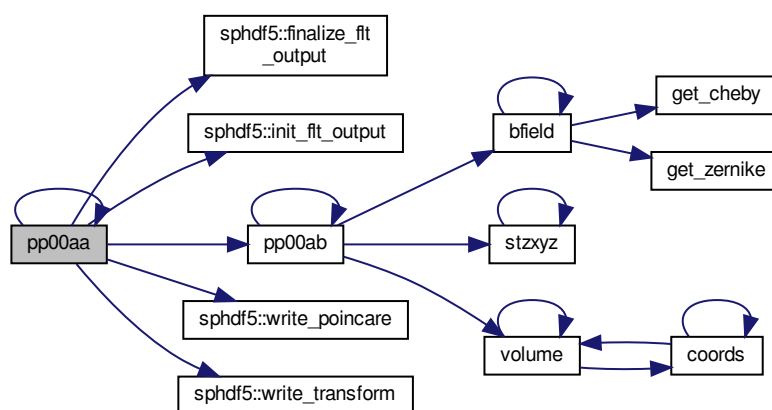 sphdf5::finalize_flt
_output
sphdf5::init_flt_output
pp00aa
pp00ab
sphdf5::write_poincare
sphdf5::write_transform
bfield
stzxyz
volume
get_cheby
get_zernike
coords